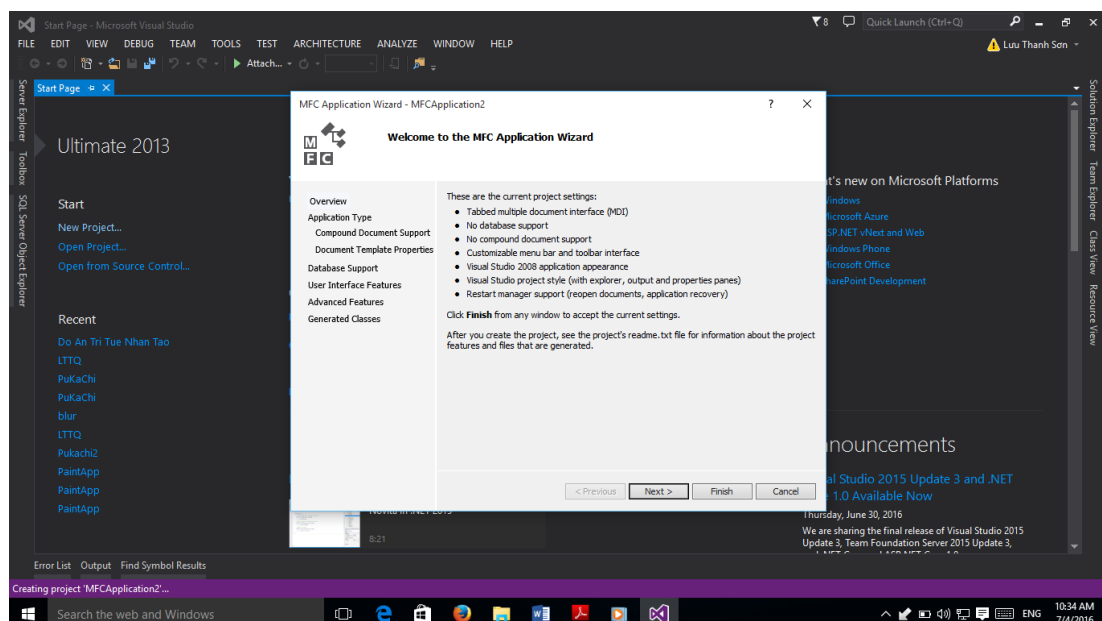 Start Page - Microsoft Visual Studio
8
Quick Launch (Ctrl+Q)
FILE EDIT VIEW DEBUG TEAM TOOLS TEST ARCHITECTURE ANALYZE WINDOW HELP
Lưu Thanh Sơn
Attach...
Start Page
Server Explorer
Toolbox
SQL Server Object Explorer
Ultimate 2013
Start
New Project...
Open Project...
Open from Source Control...
Recent
Do An Tri Tue Nhan Tao
LTTQ
PuKaChi
PuKaChi
blur
LTTQ
Pukachi2
PaintApp
PaintApp
PaintApp
MFC Application Wizard - MFCApplication2
? X
M
F C
Welcome to the MFC Application Wizard
Overview
Application Type
Compound Document Support
Document Template Properties
Database Support
User Interface Features
Advanced Features
Generated Classes
These are the current project settings:
• Tabbed multiple document interface (MDI)
• No database support
• No compound document support
• Customizable menu bar and toolbar interface
• Visual Studio 2008 application appearance
• Visual Studio project style (with explorer, output and properties panes)
• Restart manager support (reopen documents, application recovery)
Click Finish from any window to accept the current settings.
After you create the project, see the project's readme.txt file for information about the project
features and files that are generated.
< Previous Next > Finish Cancel
8:21
new on Microsoft Platforms
Microsoft Azure
vNext and Web
Phone
Office
Development
Studio 2015 Update 3 and .NET
1.0 Available Now
Thursday, June 30, 2016
We are sharing the final release of Visual Studio 2015
Update 3, Team Foundation Server 2015 Update 3,
Solution Explorer
Team Explorer
Class View
Resource View
Error List Output Find Symbol Results
Creating project 'MFCApplication2'...
Search the web and Windows
ENG
10:34 AM
7/4/2016